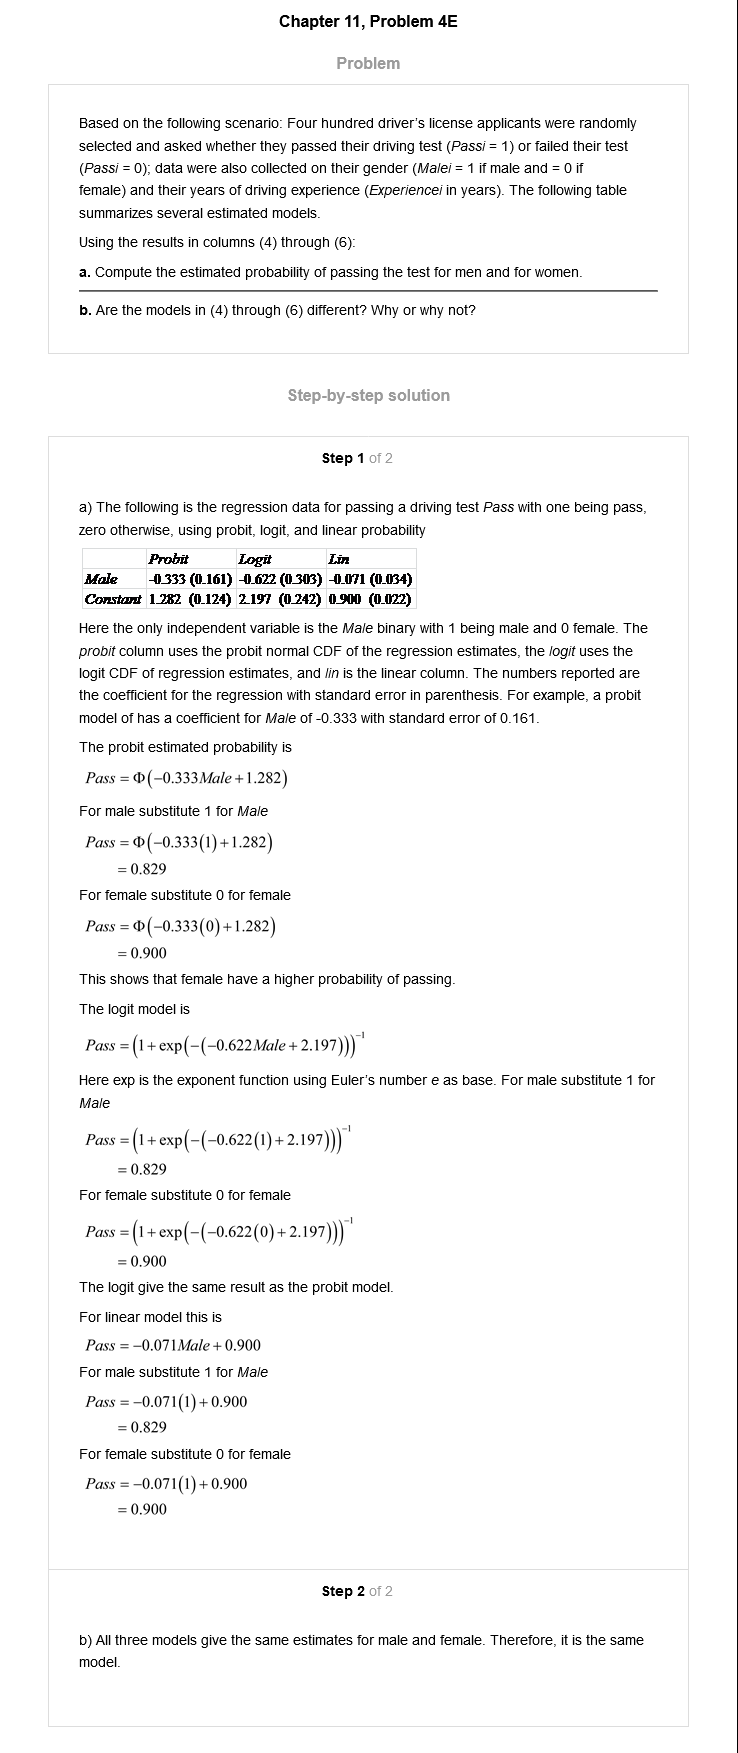 Chapter 11, Problem 4E
Problem
Based on the following scenario: Four hundred driver's license applicants were randomly
selected and asked whether they passed their driving test (Passi = 1) or failed their test
(Passi = 0); data were also collected on their gender (Malei = 1 if male and = 0 if
female) and their years of driving experience (Experiencei in years). The following table
summarizes several estimated models.
Using the results in columns (4) through (6):
a. Compute the estimated probability of passing the test for men and for women.
b. Are the models in (4) through (6) different? Why or why not?
Step-by-step solution
Step 1 of 2
a) The following is the regression data for passing a driving test Pass with one being pass,
zero otherwise, using probit, logit, and linear probability
Probit Logit Lin
Male -0.333 (0.161) -0.622 (0.303) -0.071 (0.034)
Constant 1.282 (0.124) 2.197 (0.242) 0.900 (0.022)
Here the only independent variable is the Male binary with 1 being male and 0 female. The
probit column uses the probit normal CDF of the regression estimates, the logit uses the
logit CDF of regression estimates, and lin is the linear column. The numbers reported are
the coefficient for the regression with standard error in parenthesis. For example, a probit
model of has a coefficient for Male of -0.333 with standard error of 0.161.
The probit estimated probability is
Pass = Φ(−0.333Male+1.282)
For male substitute 1 for Male
Pass = Φ(−0.333(1)+1.282)
= 0.829
For female substitute 0 for female
Pass = Φ(−0.333(0)+1.282)
= 0.900
This shows that female have a higher probability of passing.
The logit model is
Pass = (1+exp(−(−0.622Male+2.197)))⁻¹
Here exp is the exponent function using Euler's number e as base. For male substitute 1 for
Male
Pass = (1+exp(−(−0.622(1)+2.197)))⁻¹
= 0.829
For female substitute 0 for female
Pass = (1+exp(−(−0.622(0)+2.197)))⁻¹
= 0.900
The logit give the same result as the probit model.
For linear model this is
Pass = −0.071Male+0.900
For male substitute 1 for Male
Pass = −0.071(1)+0.900
= 0.829
For female substitute 0 for female
Pass = −0.071(1)+0.900
= 0.900
Step 2 of 2
b) All three models give the same estimates for male and female. Therefore, it is the same
model.